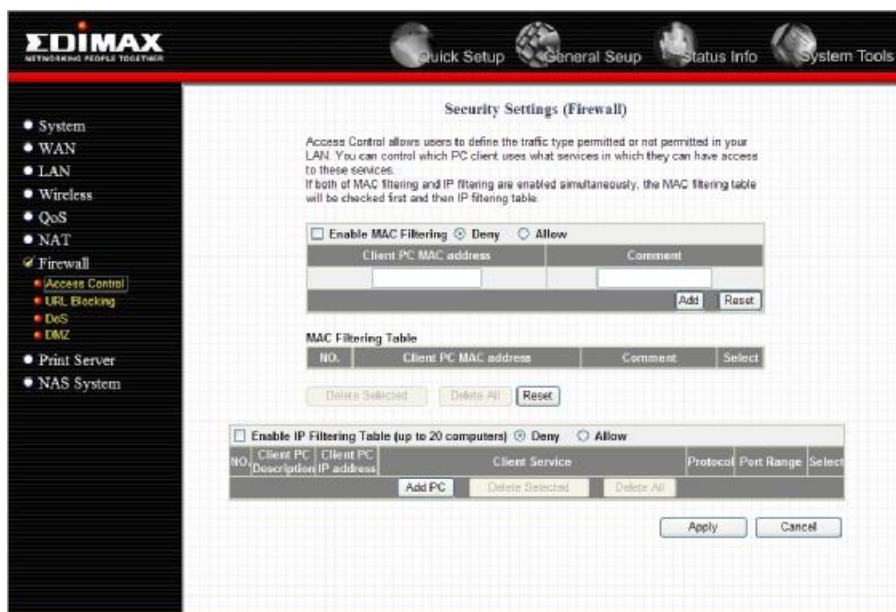 EDIMAX
NETWORKING PEOPLE TOGETHER
Quick Setup
General Seup
Status Info
System Tools
System
WAN
LAN
Wireless
QoS
NAT
Firewall
Access Control
URL Blocking
DoS
DMZ
Print Server
NAS System
Security Settings (Firewall)
Access Control allows users to define the traffic type permitted or not permitted in your
LAN. You can control which PC client uses what services in which they can have access
to these services.
If both of MAC filtering and IP filtering are enabled simultaneously, the MAC filtering table
will be checked first and then IP filtering table.
Enable MAC Filtering Deny Allow
Client PC MAC address Comment
Add Reset
MAC Filtering Table
NO. Client PC MAC address Comment Select
Delete Selected Delete All Reset
Enable IP Filtering Table (up to 20 computers) Deny Allow
NO. Client PC Description Client PC IP address Client Service Protocol Port Range Select
Add PC Delete Selected Delete All
Apply Cancel